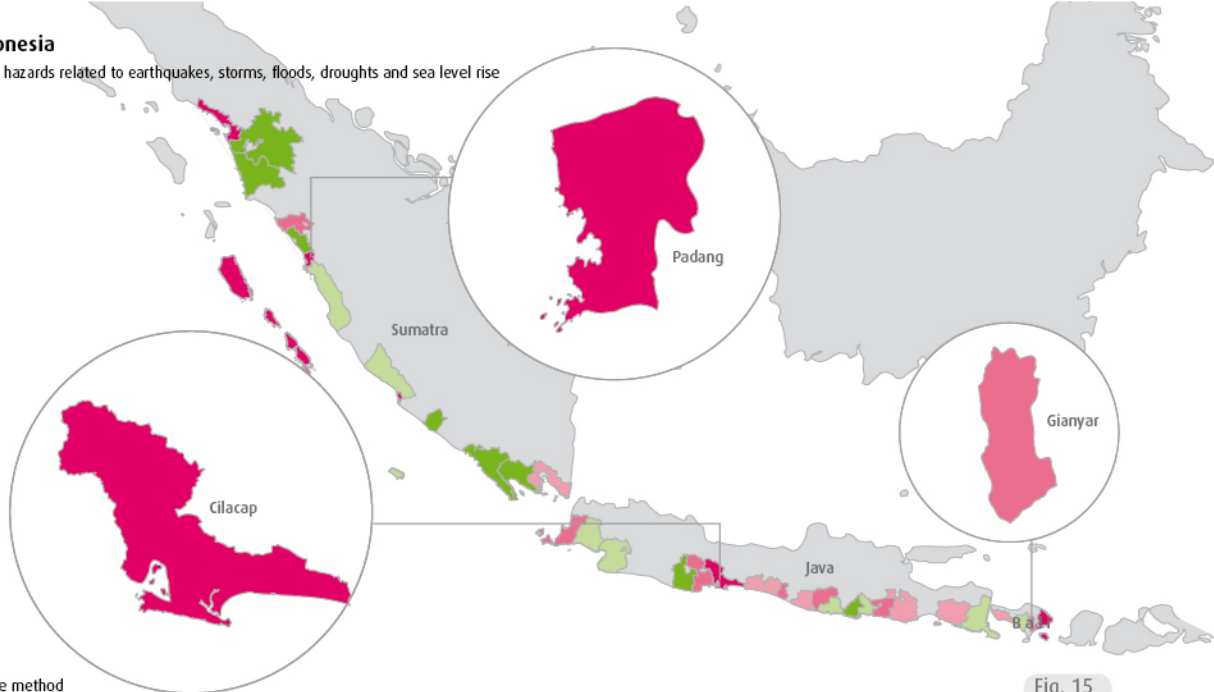 onesia
hazards related to earthquakes, storms, floods, droughts and sea level rise
Padang
Sumatra
Gianyar
Cilacap
Java
e method
Fig. 15